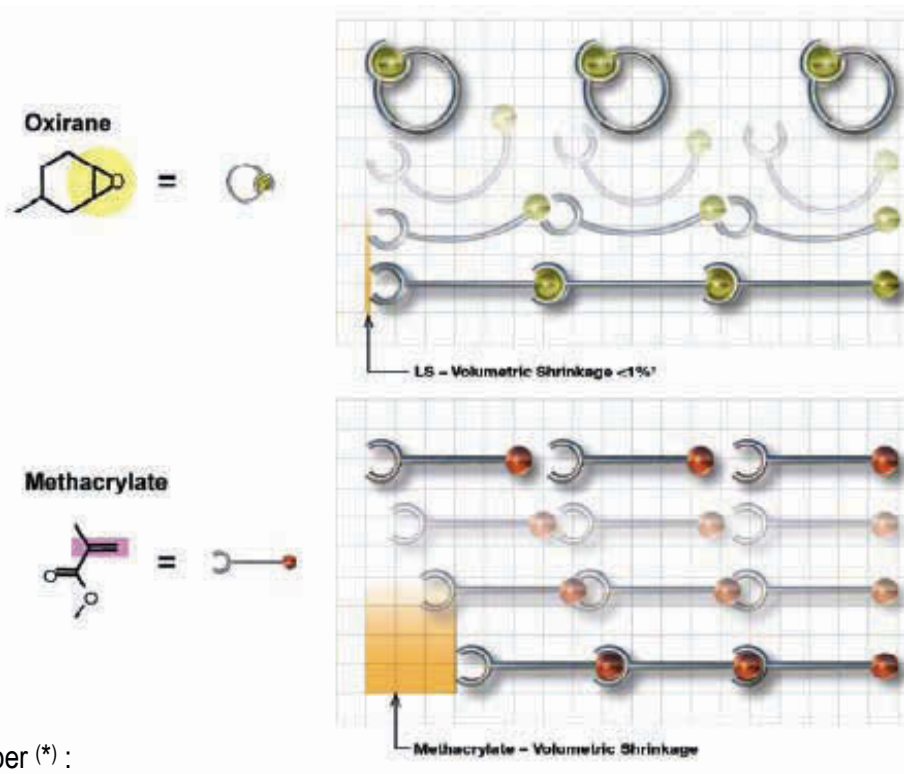 Oxirane
O
=
LS – Volumetric Shrinkage <1%¹
Methacrylate
=
O
O
Methacrylate – Volumetric Shrinkage
per (*) :